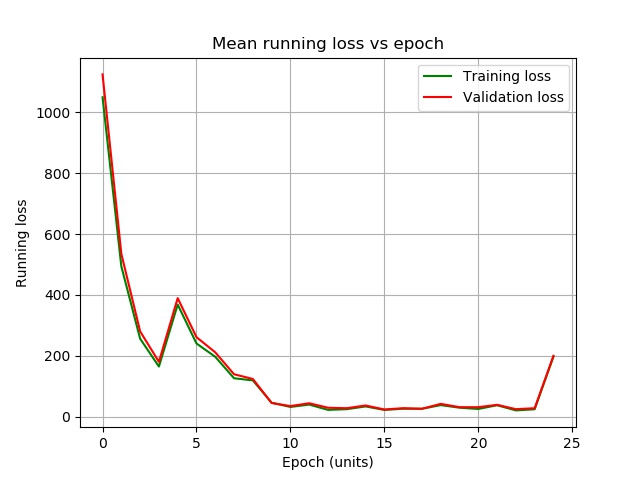 Mean running loss vs epoch
Training loss
Validation loss
Running loss
1000
800
600
400
200
0
0 5 10 15 20 25
Epoch (units)